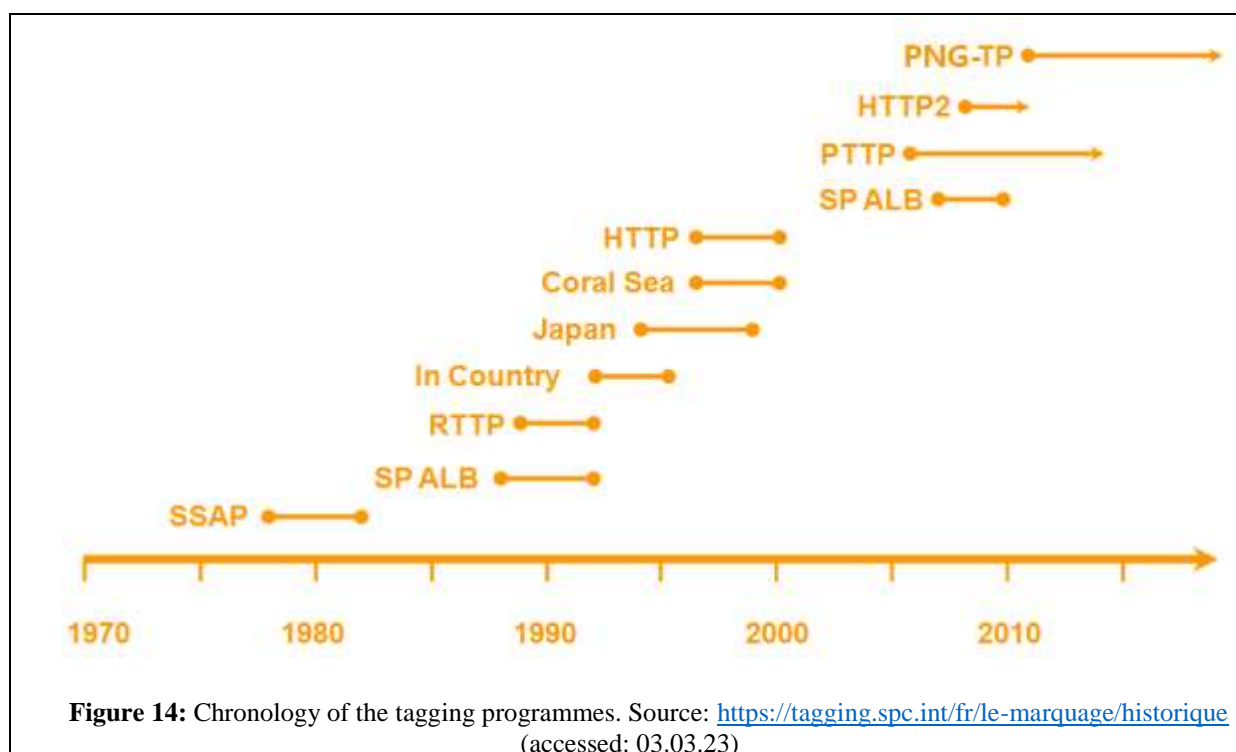 PNG-TP
HTTP2
PTTP
SP ALB
HTTP
Coral Sea
Japan
In Country
RTTP
SP ALB
SSAP
1970 1980 1990 2000 2010
Figure 14: Chronology of the tagging programmes. Source: https://tagging.spc.int/fr/le-marquage/historique
(accessed: 03.03.23)